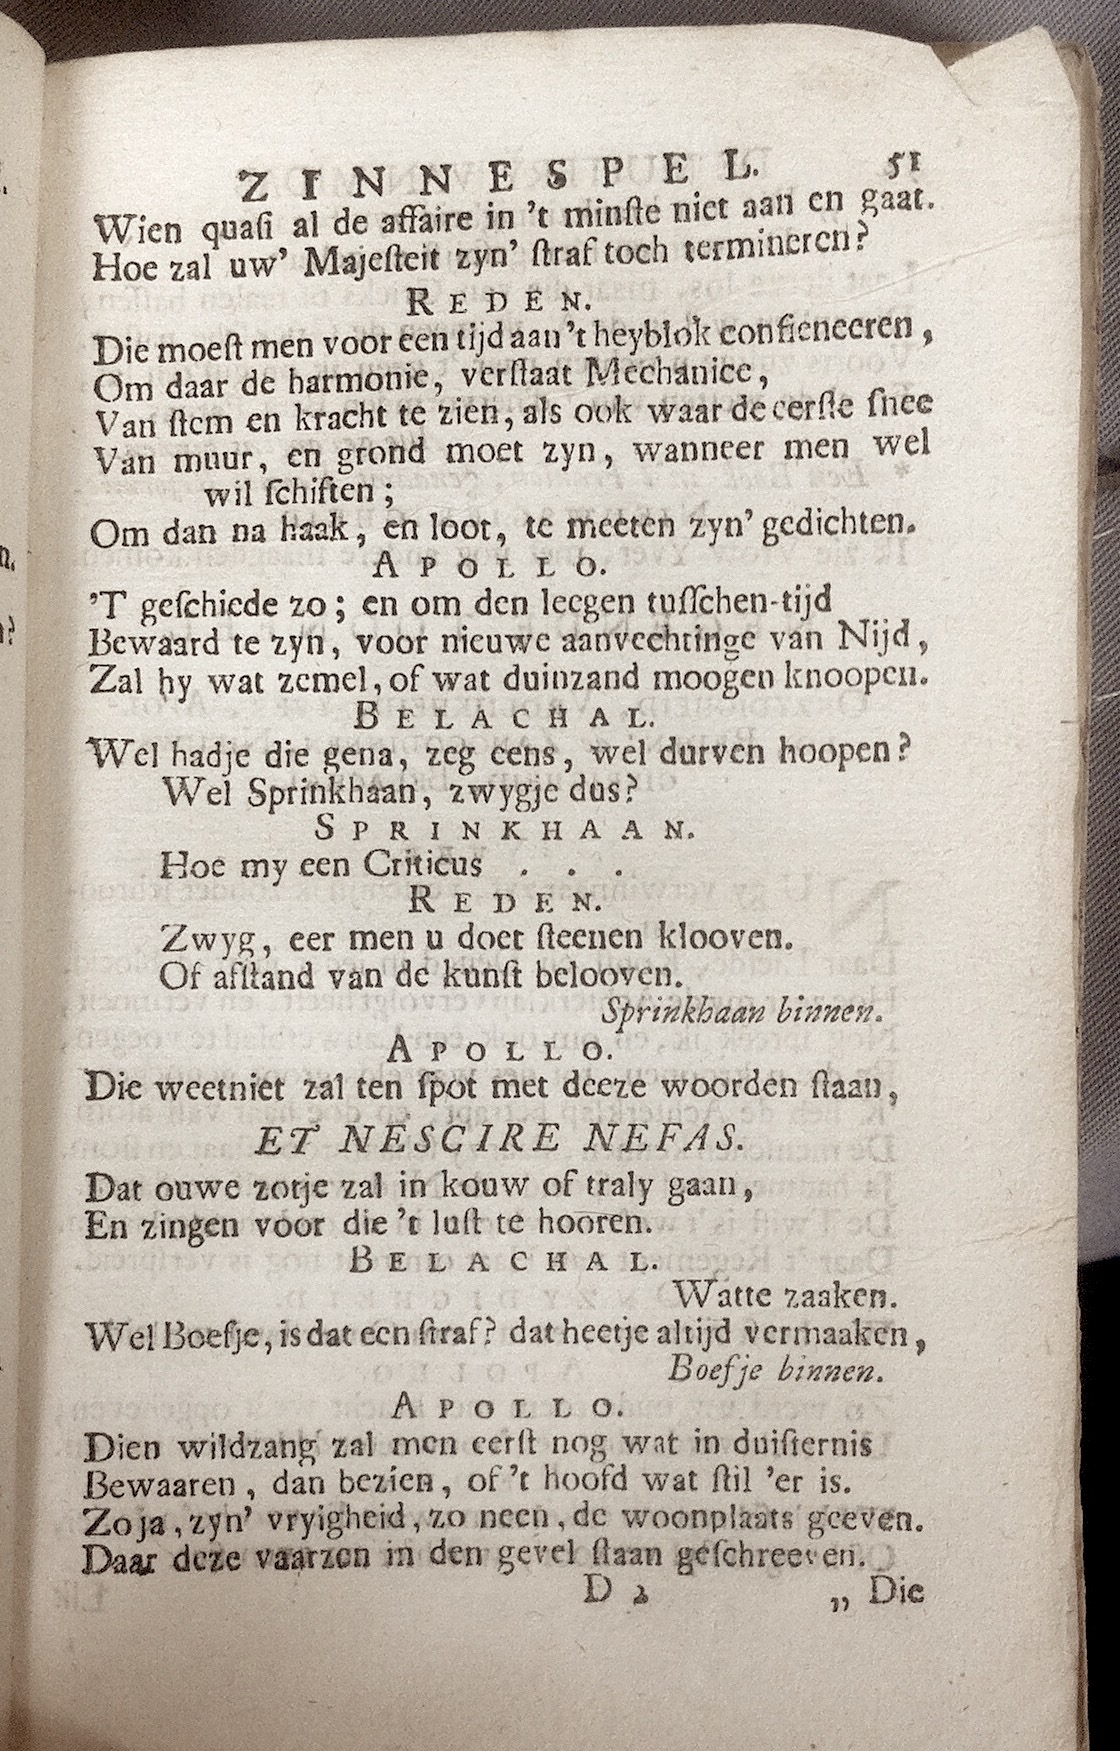 ZINNESPEL. 51
Wien quaſi al de affaire in 't minſte niet aan en gaat.
Hoe zal uw' Majeſteit zyn' ſtraf toch termineren?
REDEN.
Die moeſt men voor een tijd aan 't heyblok confieneeren,
Om daar de harmonie, verſtaat Mechanice,
Van ſtem en kracht te zien, als ook waar de eerſte ſnee
Van muur, en grond moet zyn, wanneer men wel
wil ſchiften;
Om dan na haak, en loot, te meeten zyn' gedichten.
APOLLO.
'T geſchiede zo; en om den leegen tuſſchen-tijd
Bewaard te zyn, voor nieuwe aanvechtinge van Nijd,
Zal hy wat zemel, of wat duinzand moogen knoopen.
BELACHAL.
Wel hadje die gena, zeg eens, wel durven hoopen?
Wel Sprinkhaan, zwygje dus?
SPRINKHAAN.
Hoe my een Criticus . . .
REDEN.
Zwyg, eer men u doet ſteenen klooven.
Of afſtand van de kunſt belooven.
Sprinkhaan binnen.
APOLLO.
Die weetniet zal ten ſpot met deeze woorden ſtaan,
ET NESCIRE NEFAS.
Dat ouwe zotje zal in kouw of traly gaan,
En zingen voor die 't luſt te hooren.
BELACHAL.
Watte zaaken.
Wel Boefje, is dat een ſtraf? dat heetje altijd vermaaken,
Boefje binnen.
APOLLO.
Dien wildzang zal men eerſt nog wat in duiſternis
Bewaaren, dan bezien, of 't hoofd wat ſtil 'er is.
Zo ja, zyn' vryigheid, zo neen, de woonplaats geeven.
Daar deze vaarzen in den gevel ſtaan geſchreeven.
D 2 „ Die